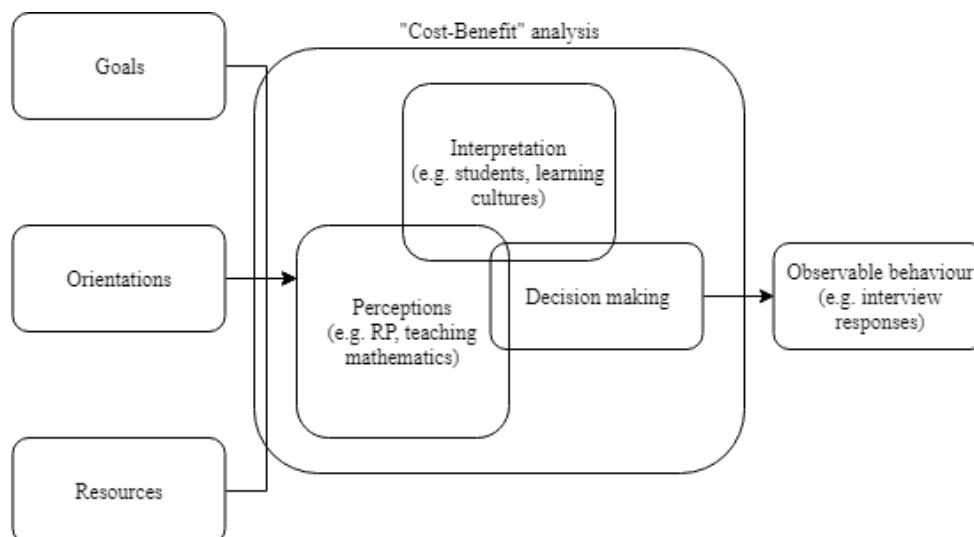 "Cost-Benefit" analysis
Goals
Interpretation
(e.g. students, learning
cultures)
Orientations
Perceptions
(e.g. RP, teaching
mathematics)
Decision making
Observable behaviour
(e.g. interview
responses)
Resources